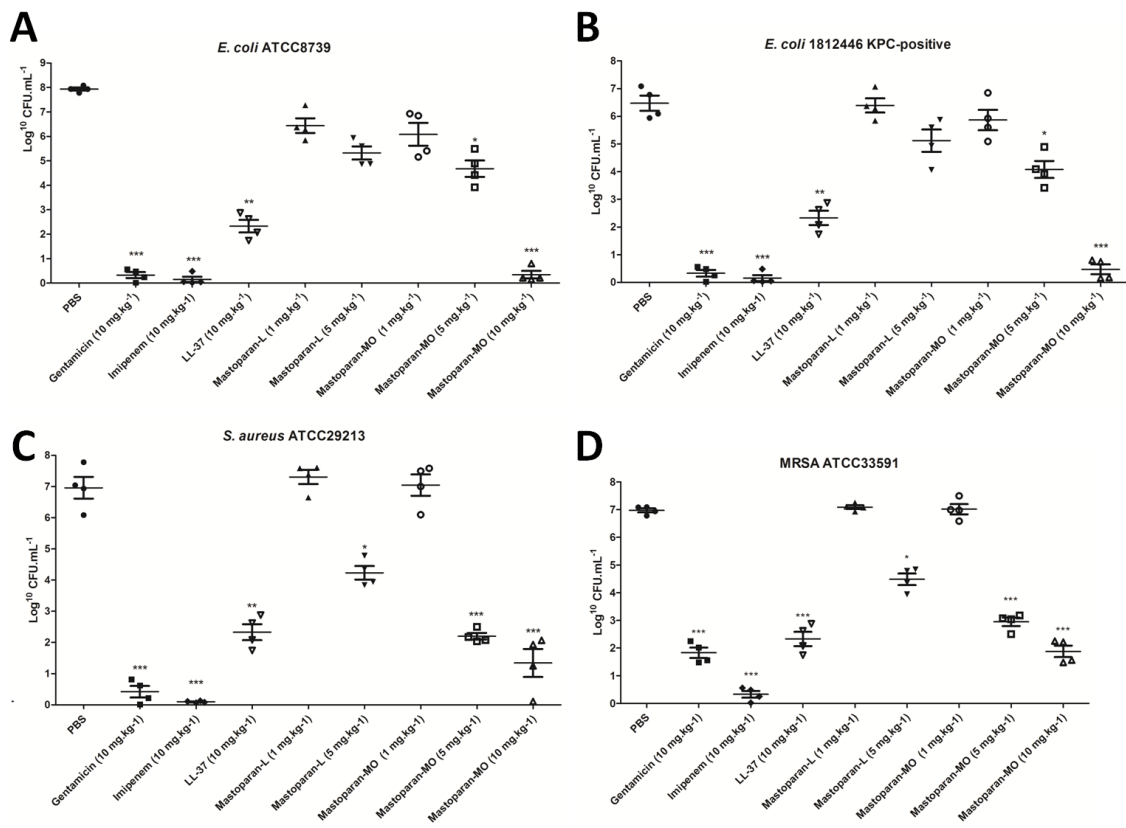 A
E. coli ATCC8739
Log¹⁰ CFU.mL⁻¹
9
8
7
6
5
4
3
2
1
0
***
***
**
*
***
PBS
Gentamicin (10 mg.kg⁻¹)
Imipenem (10 mg.kg-1)
LL-37 (10 mg.kg⁻¹)
Mastoparan-L (1 mg.kg⁻¹)
Mastoparan-L (5 mg.kg⁻¹)
Mastoparan-MO (1 mg.kg⁻¹)
Mastoparan-MO (5 mg.kg⁻¹)
Mastoparan-MO (10 mg.kg⁻¹)
B
E. coli 1812446 KPC-positive
Log¹⁰ CFU.mL⁻¹
8
7
6
5
4
3
2
1
0
***
***
**
*
***
PBS
Gentamicin (10 mg.kg⁻¹)
Imipenem (10 mg.kg-1)
LL-37 (10 mg.kg⁻¹)
Mastoparan-L (1 mg.kg⁻¹)
Mastoparan-L (5 mg.kg⁻¹)
Mastoparan-MO (1 mg.kg⁻¹)
Mastoparan-MO (5 mg.kg⁻¹)
Mastoparan-MO (10 mg.kg⁻¹)
C
S. aureus ATCC29213
Log¹⁰ CFU.mL⁻¹
8
7
6
5
4
3
2
1
0
***
***
**
*
***
***
PBS
Gentamicin (10 mg.kg-1)
Imipenem (10 mg.kg-1)
LL-37 (10 mg.kg-1)
Mastoparan-L (1 mg.kg-1)
Mastoparan-L (5 mg.kg-1)
Mastoparan-MO (1 mg.kg-1)
Mastoparan-MO (5 mg.kg-1)
Mastoparan-MO (10 mg.kg-1)
D
MRSA ATCC33591
Log¹⁰ CFU.mL⁻¹
8
7
6
5
4
3
2
1
0
***
***
***
*
***
***
PBS
Gentamicin (10 mg.kg-1)
Imipenem (10 mg.kg-1)
LL-37 (10 mg.kg-1)
Mastoparan-L (1 mg.kg-1)
Mastoparan-L (5 mg.kg-1)
Mastoparan-MO (1 mg.kg-1)
Mastoparan-MO (5 mg.kg-1)
Mastoparan-MO (10 mg.kg-1)